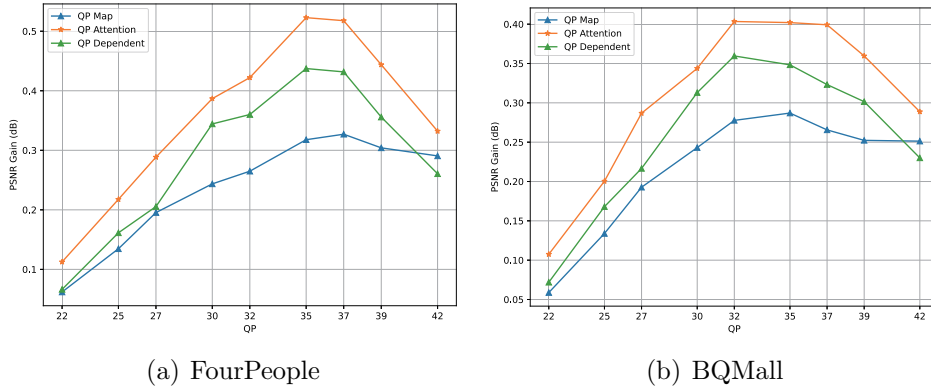 QP Map
QP Attention
QP Dependent
PSNR Gain (dB)
0.5
0.4
0.3
0.2
0.1
22 25 27 30 32 35 37 39 42
QP
(a) FourPeople
QP Map
QP Attention
QP Dependent
PSNR Gain (dB)
0.40
0.35
0.30
0.25
0.20
0.15
0.10
0.05
22 25 27 30 32 35 37 39 42
QP
(b) BQMall